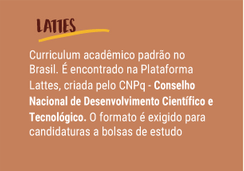 LATTES
Curriculum acadêmico padrão no
Brasil. É encontrado na Plataforma
Lattes, criada pelo CNPq - Conselho
Nacional de Desenvolvimento Científico e
Tecnológico. O formato é exigido para
candidaturas a bolsas de estudo